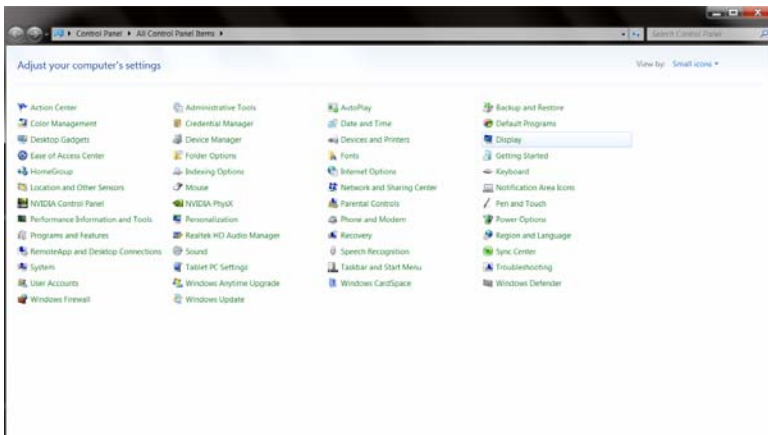 Control Panel ▸ All Control Panel Items ▸
Search Control Panel
Adjust your computer's settings
View by: Small icons
Action Center
Administrative Tools
AutoPlay
Backup and Restore
Color Management
Credential Manager
Date and Time
Default Programs
Desktop Gadgets
Device Manager
Devices and Printers
Display
Ease of Access Center
Folder Options
Fonts
Getting Started
HomeGroup
Indexing Options
Internet Options
Keyboard
Location and Other Sensors
Mouse
Network and Sharing Center
Notification Area Icons
NVIDIA Control Panel
NVIDIA PhysX
Parental Controls
Pen and Touch
Performance Information and Tools
Personalization
Phone and Modem
Power Options
Programs and Features
Realtek HD Audio Manager
Recovery
Region and Language
RemoteApp and Desktop Connections
Sound
Speech Recognition
Sync Center
System
Tablet PC Settings
Taskbar and Start Menu
Troubleshooting
User Accounts
Windows Anytime Upgrade
Windows CardSpace
Windows Defender
Windows Firewall
Windows Update